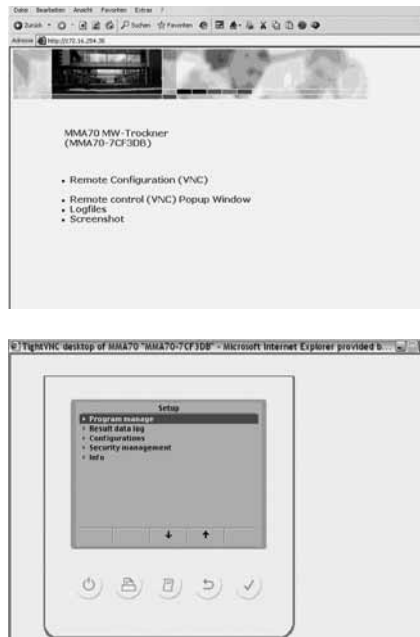 Datei Bearbeiten Ansicht Favoriten Extras ?
Zurück Suchen Favoriten
Adresse http://172.16.254.36
MMA70 MW-Trockner
(MMA70-7CF3DB)
• Remote Configuration (VNC)
• Remote control (VNC) Popup Window
• Logfiles
• Screenshot
TightVNC desktop of MMA70 "MMA70-7CF3DB" - Microsoft Internet Explorer provided b...
Setup
Program manage
Result data log
Configurations
Security management
Info